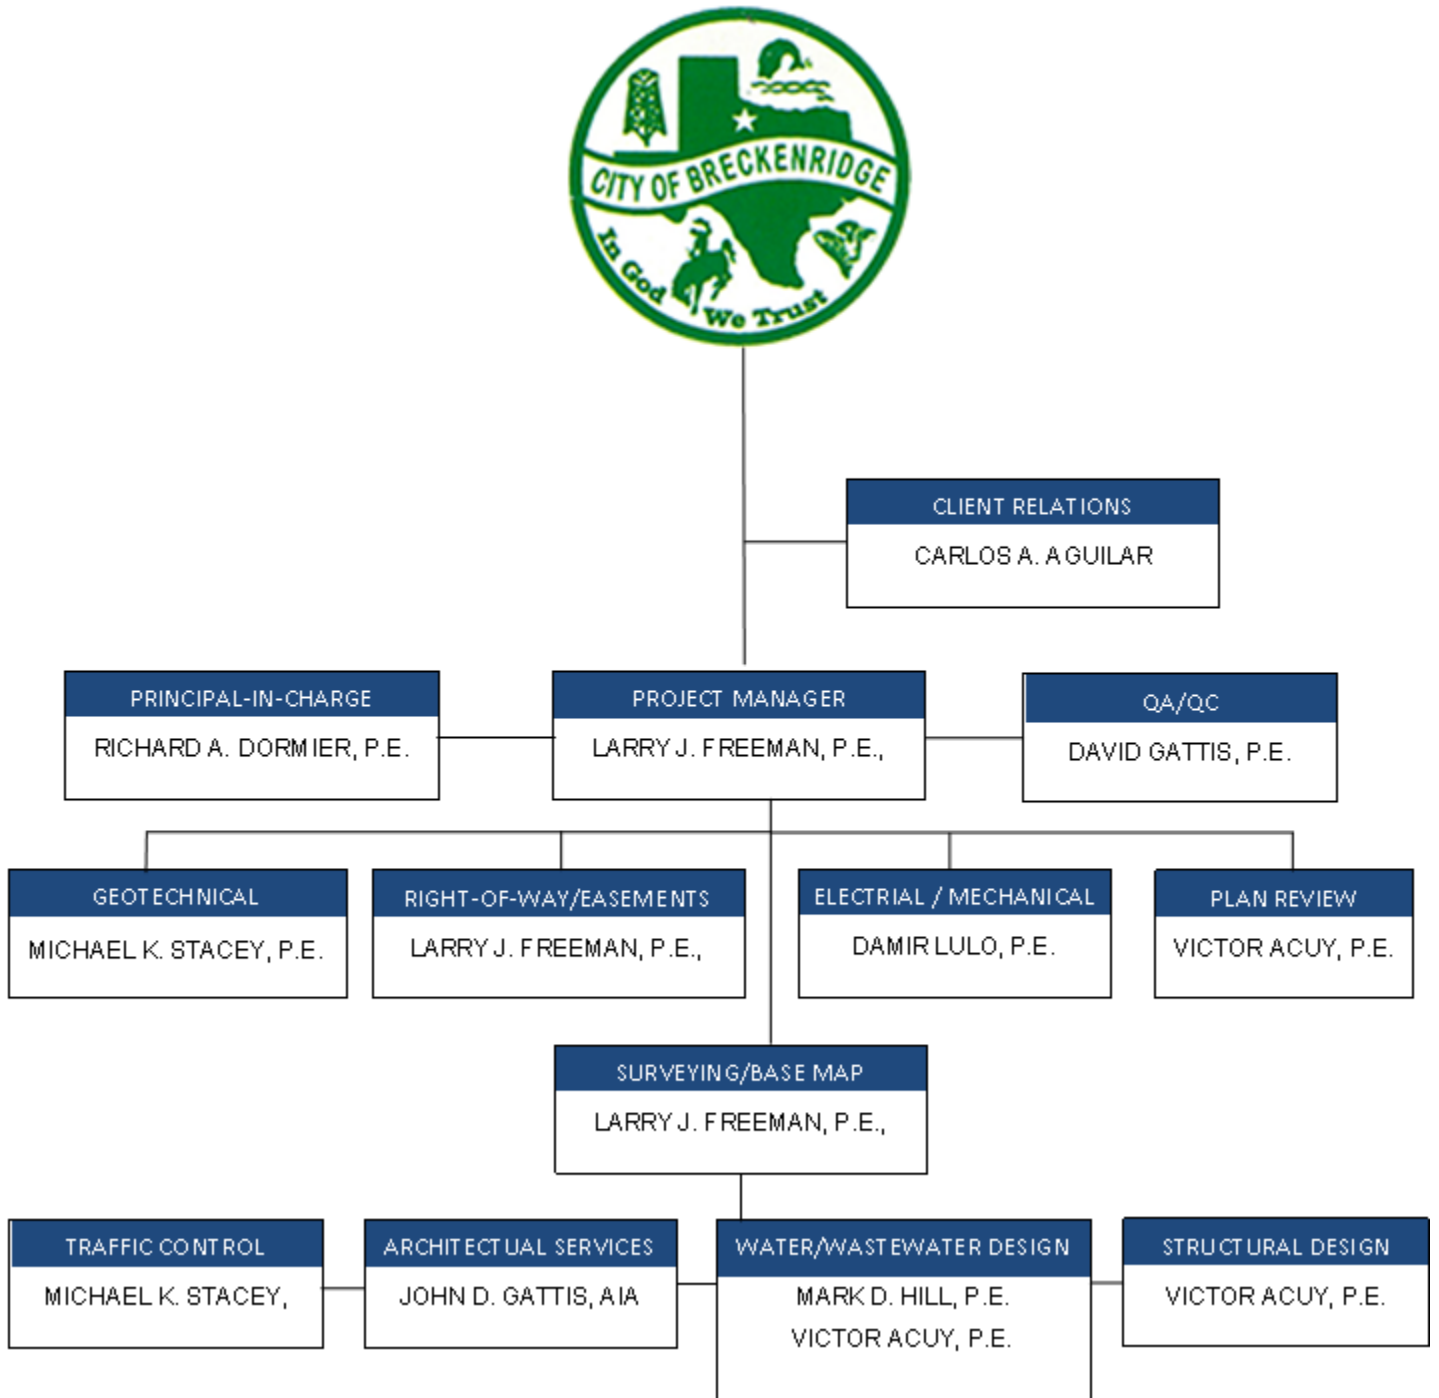 CITY OF BRECKENRIDGE
In God We Trust
CLIENT RELATIONS
CARLOS A. AGUILAR
PRINCIPAL-IN-CHARGE
RICHARD A. DORMIER, P.E.
PROJECT MANAGER
LARRY J. FREEMAN, P.E.,
QA/QC
DAVID GATTIS, P.E.
GEOTECHNICAL
MICHAEL K. STACEY, P.E.
RIGHT-OF-WAY/EASEMENTS
LARRY J. FREEMAN, P.E.,
ELECTRIAL / MECHANICAL
DAMIR LULO, P.E.
PLAN REVIEW
VICTOR ACUY, P.E.
SURVEYING/BASE MAP
LARRY J. FREEMAN, P.E.,
TRAFFIC CONTROL
MICHAEL K. STACEY,
ARCHITECTUAL SERVICES
JOHN D. GATTIS, AIA
WATER/WASTEWATER DESIGN
MARK D. HILL, P.E.
VICTOR ACUY, P.E.
STRUCTURAL DESIGN
VICTOR ACUY, P.E.